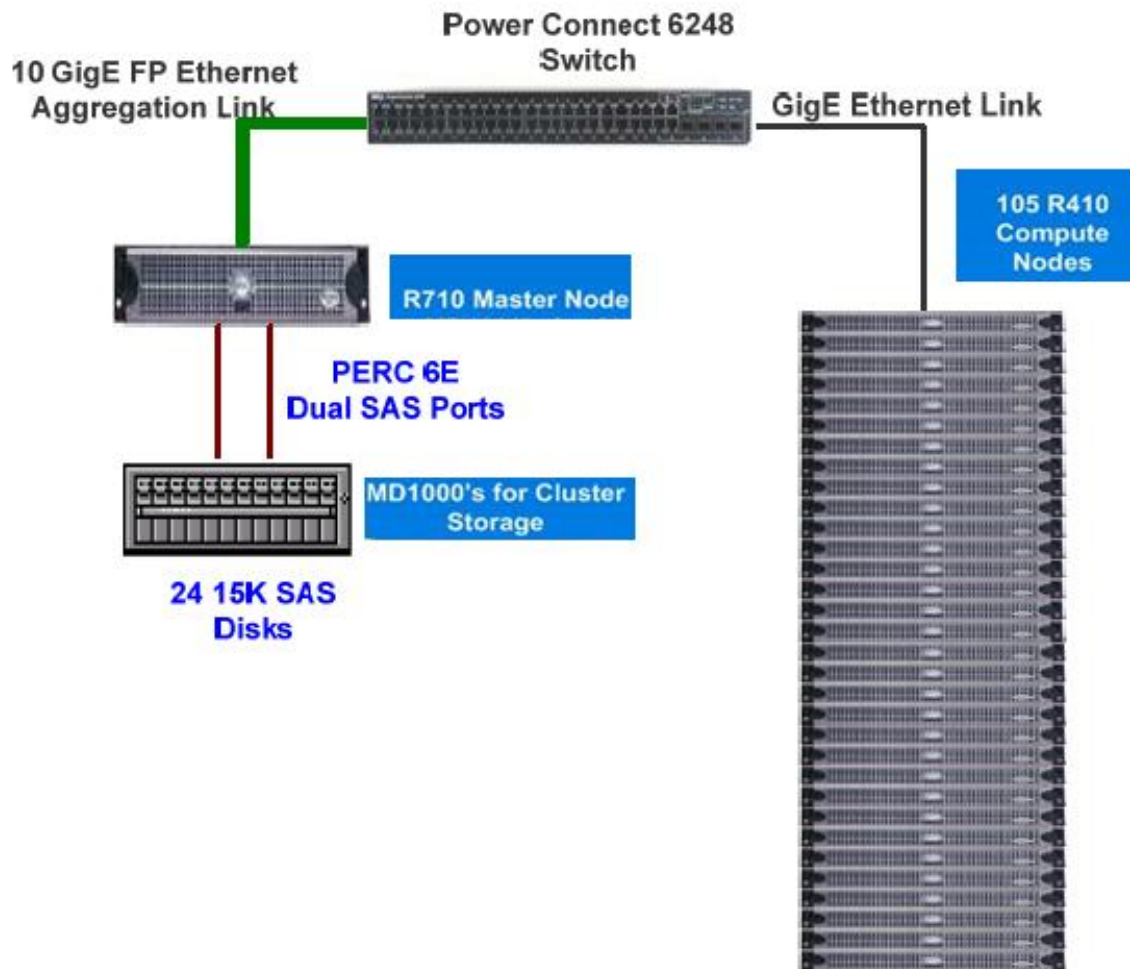 Power Connect 6248
Switch
10 GigE FP Ethernet
Aggregation Link
GigE Ethernet Link
105 R410
Compute
Nodes
R710 Master Node
PERC 6E
Dual SAS Ports
MD1000's for Cluster
Storage
24 15K SAS
Disks